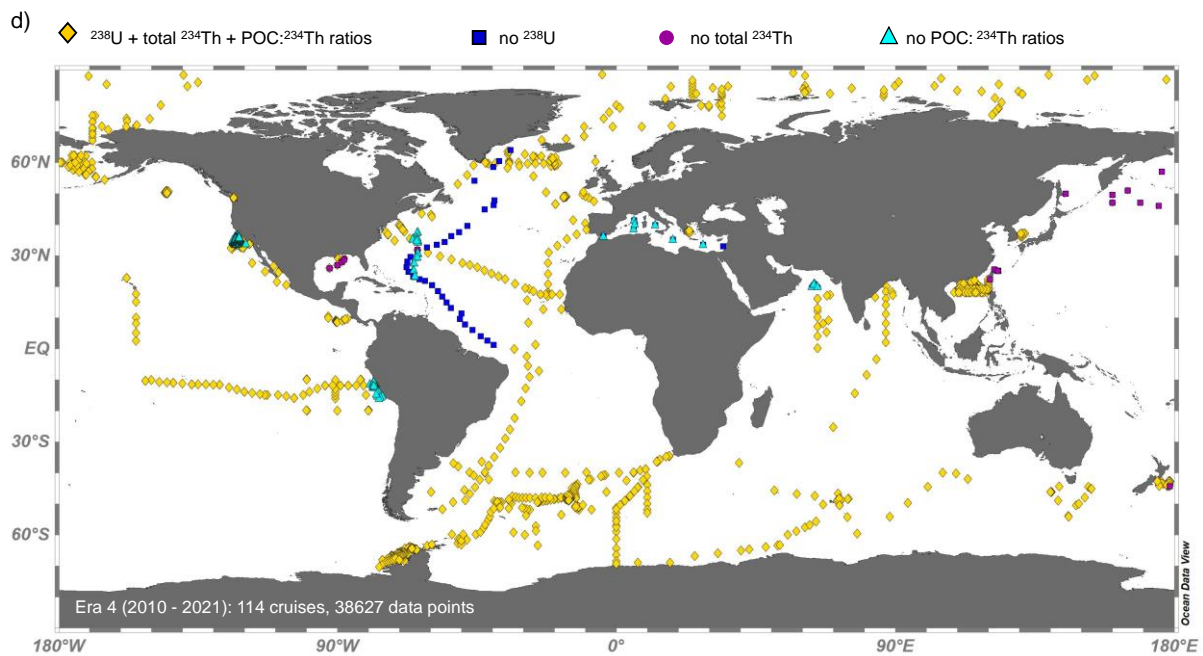 d)
²³⁸U + total ²³⁴Th + POC:²³⁴Th ratios no ²³⁸U no total ²³⁴Th no POC: ²³⁴Th ratios
60°N
30°N
EQ
30°S
60°S
Ocean Data View
Era 4 (2010 - 2021): 114 cruises, 38627 data points
180°W 90°W 0° 90°E 180°E